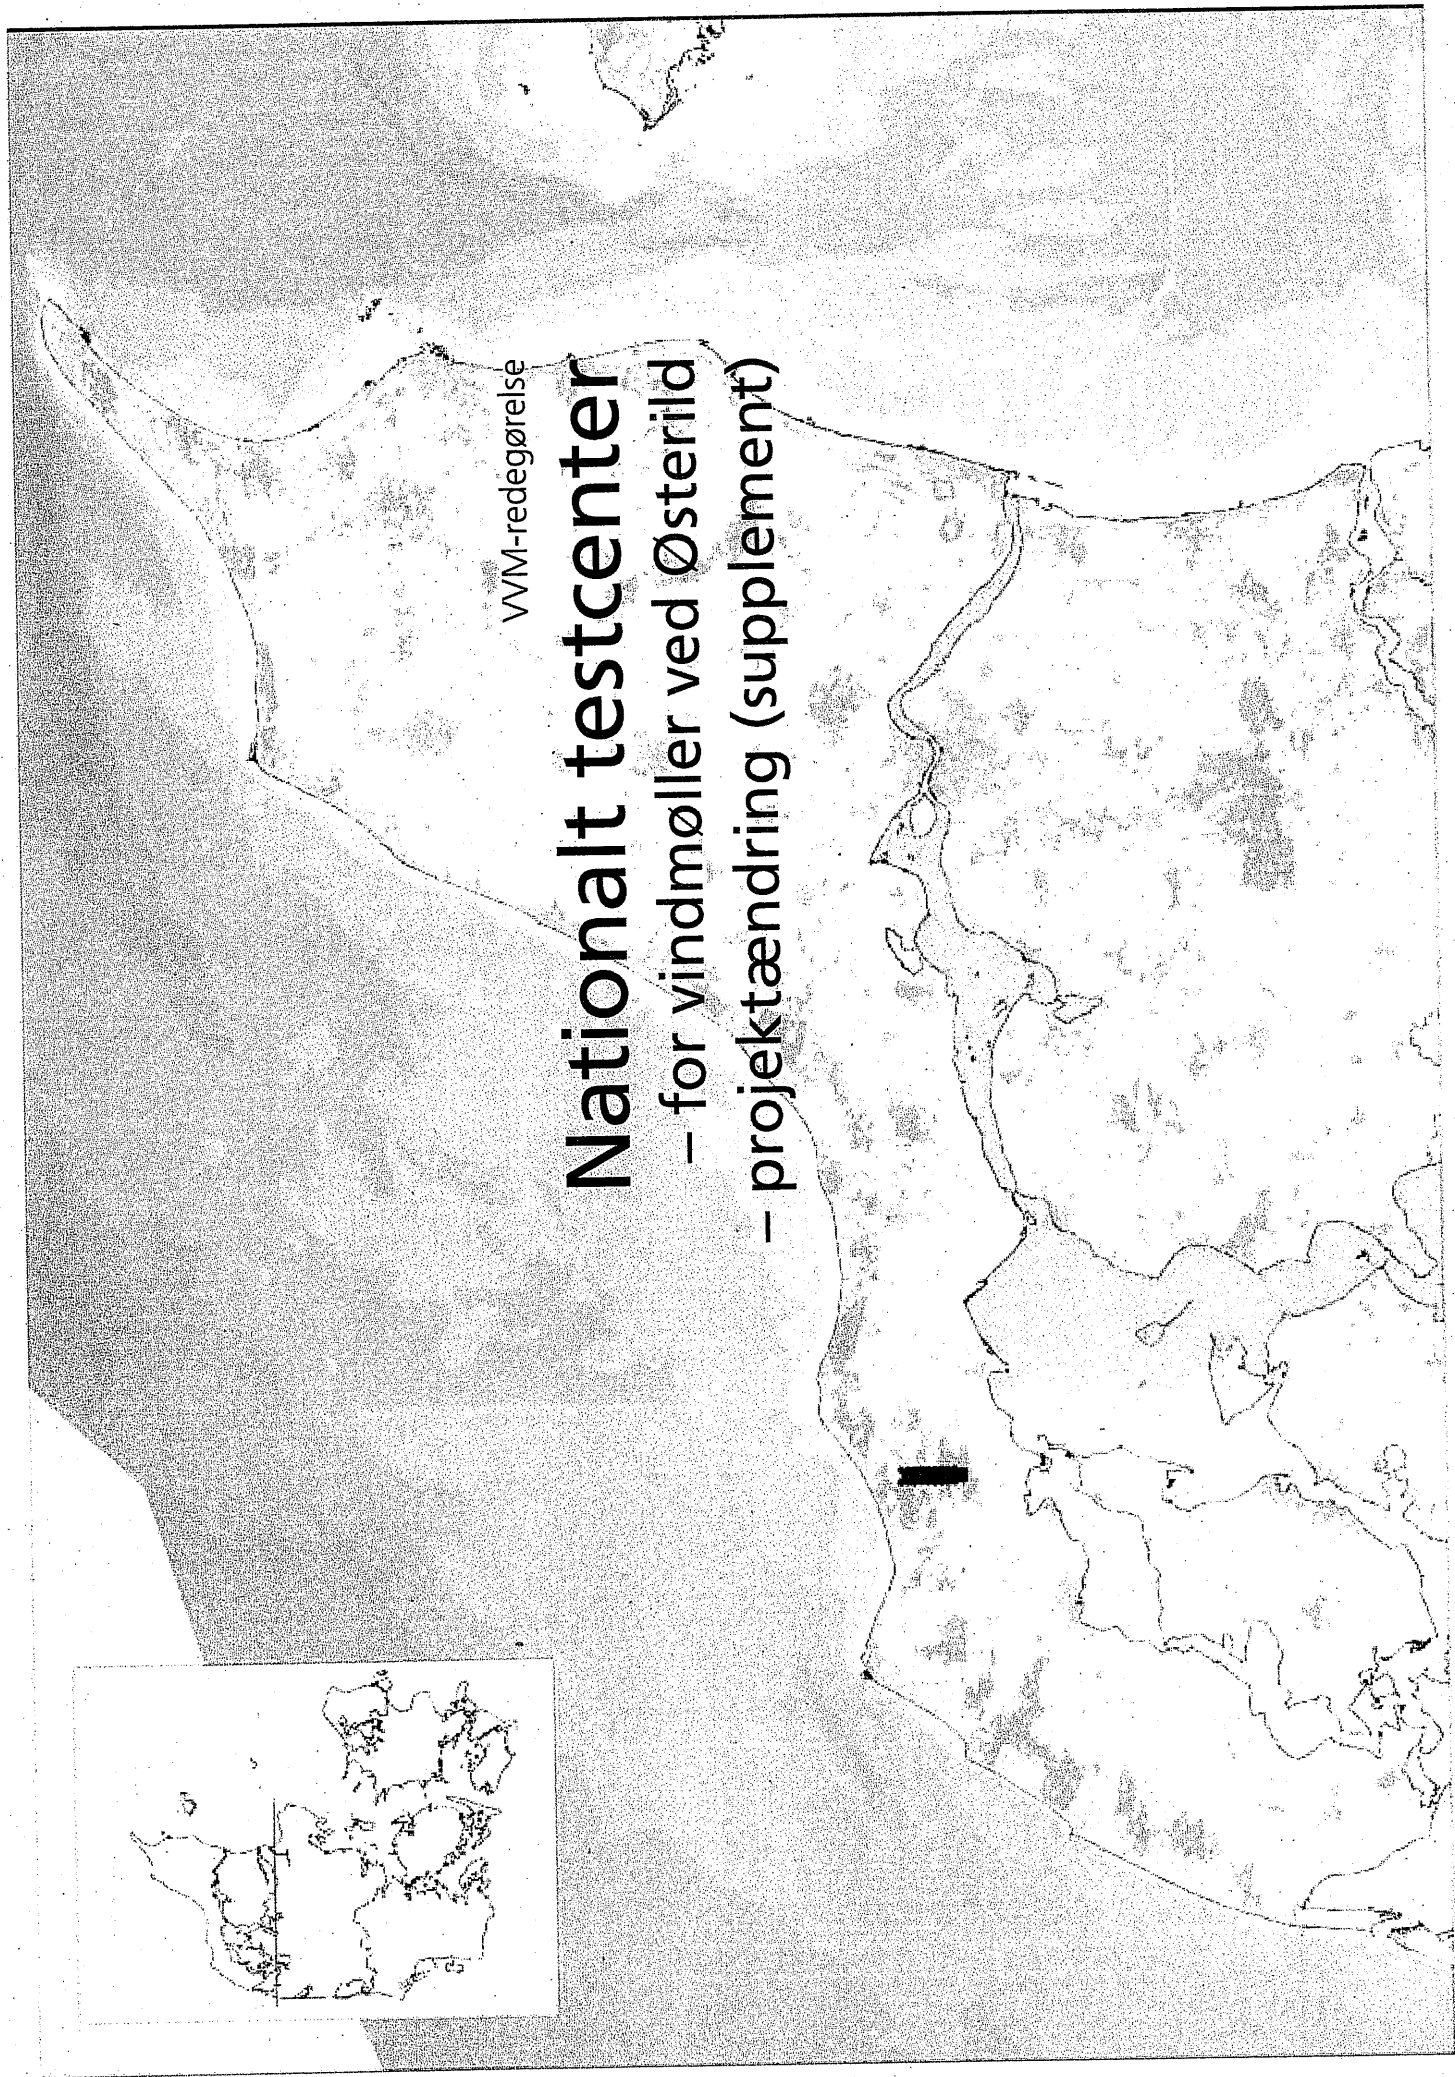 VVM-redegørelse
Nationalt testcenter
– for vindmøller ved Østerild
– projektændring (supplement)